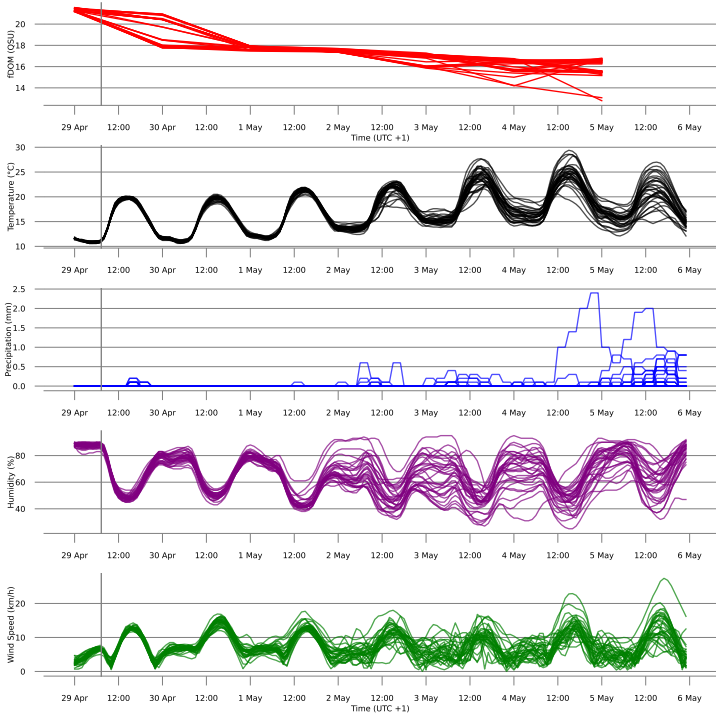 fDOM (QSU)
20
18
16
14
29 Apr 12:00 30 Apr 12:00 1 May 12:00 2 May 12:00 3 May 12:00 4 May 12:00 5 May 12:00 6 May
Time (UTC +1)
Temperature (°C)
30
25
20
15
10
29 Apr 12:00 30 Apr 12:00 1 May 12:00 2 May 12:00 3 May 12:00 4 May 12:00 5 May 12:00 6 May
Precipitation (mm)
2.5
2.0
1.5
1.0
0.5
0.0
29 Apr 12:00 30 Apr 12:00 1 May 12:00 2 May 12:00 3 May 12:00 4 May 12:00 5 May 12:00 6 May
Humidity (%)
80
60
40
29 Apr 12:00 30 Apr 12:00 1 May 12:00 2 May 12:00 3 May 12:00 4 May 12:00 5 May 12:00 6 May
Wind Speed (km/h)
20
10
0
29 Apr 12:00 30 Apr 12:00 1 May 12:00 2 May 12:00 3 May 12:00 4 May 12:00 5 May 12:00 6 May
Time (UTC +1)